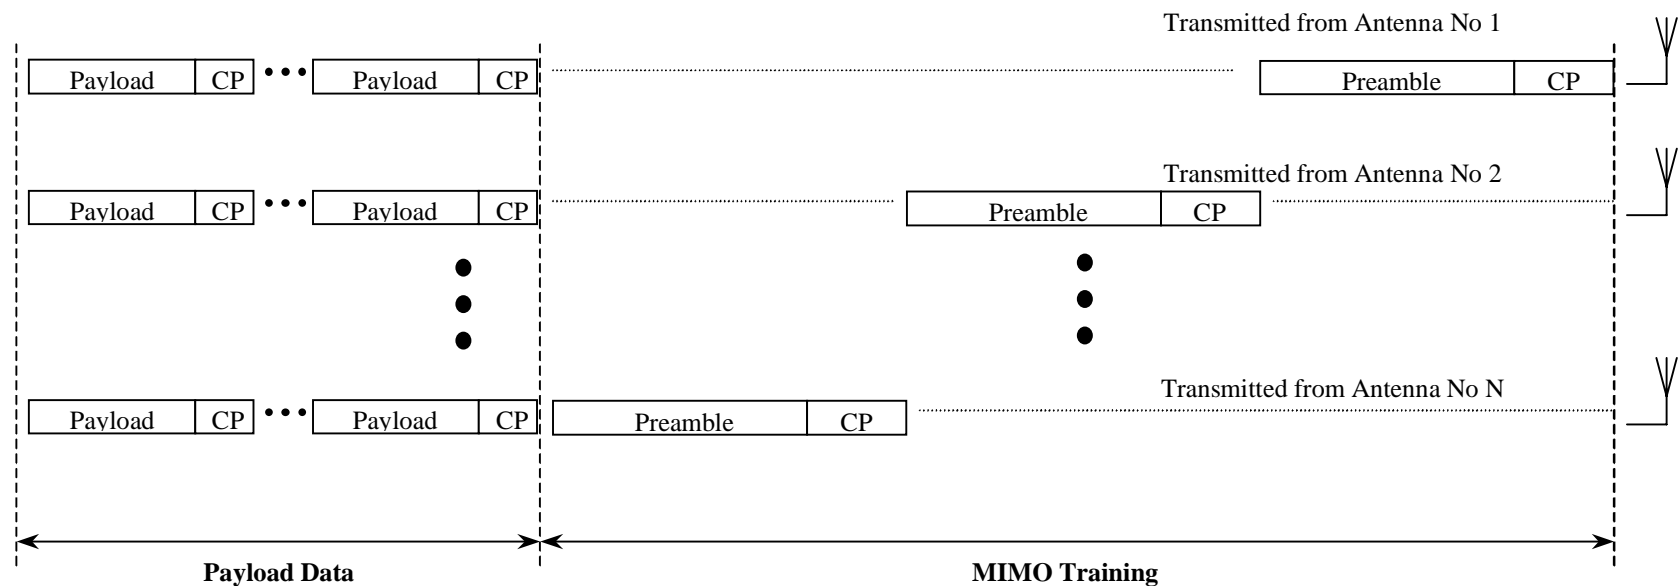 Transmitted from Antenna No 1
Payload CP Payload CP Preamble CP
Transmitted from Antenna No 2
Payload CP Payload CP Preamble CP
Transmitted from Antenna No N
Payload CP Payload CP Preamble CP
Payload Data MIMO Training